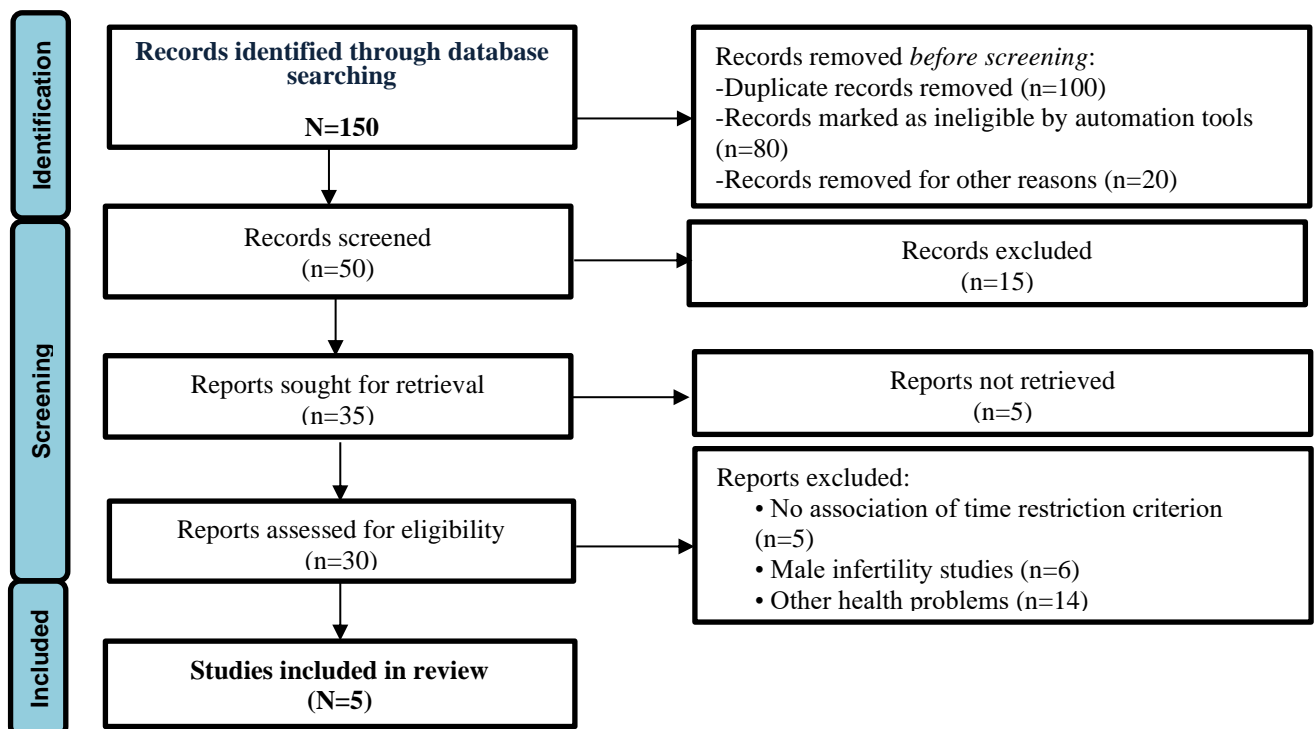 Identification
Records identified through database
searching
N=150
Records removed before screening:
-Duplicate records removed (n=100)
-Records marked as ineligible by automation tools
(n=80)
-Records removed for other reasons (n=20)
Screening
Records screened
(n=50)
Records excluded
(n=15)
Reports sought for retrieval
(n=35)
Reports not retrieved
(n=5)
Reports assessed for eligibility
(n=30)
Reports excluded:
• No association of time restriction criterion
(n=5)
• Male infertility studies (n=6)
• Other health problems (n=14)
Included
Studies included in review
(N=5)